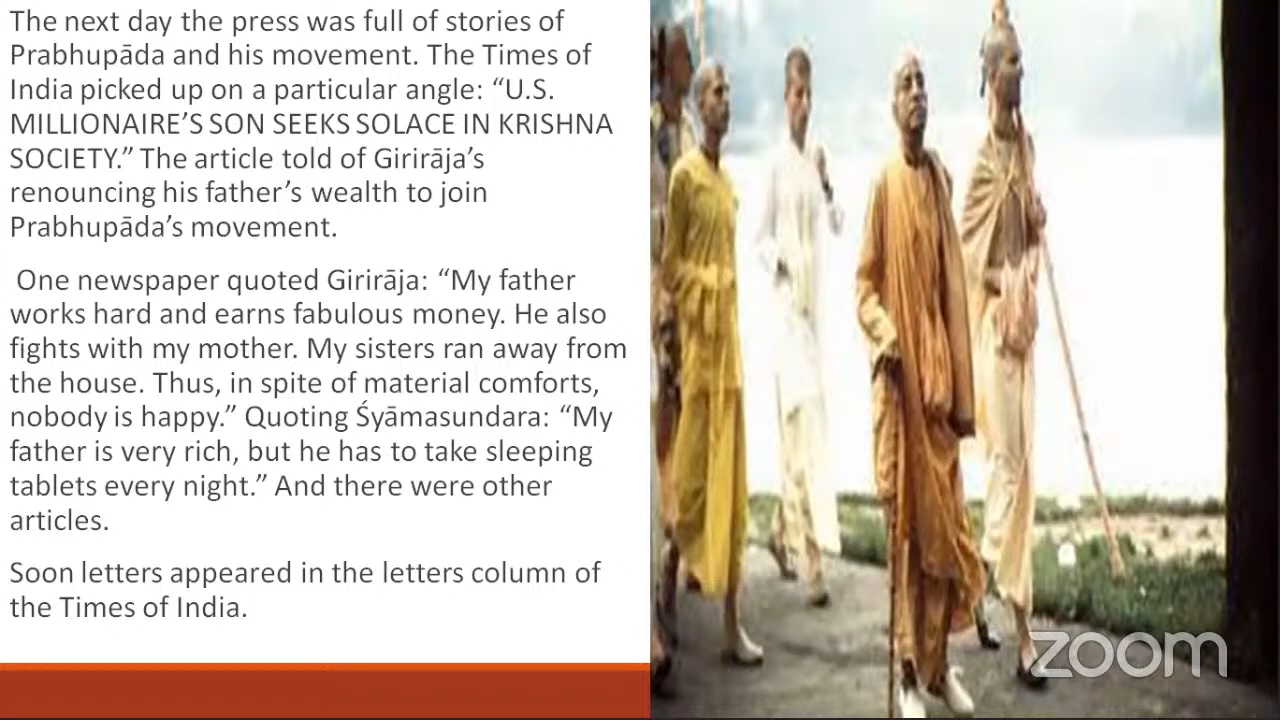 The next day the press was full of stories of
Prabhupāda and his movement. The Times of
India picked up on a particular angle: “U.S.
MILLIONAIRE’S SON SEEKS SOLACE IN KRISHNA
SOCIETY.” The article told of Girirāja’s
renouncing his father’s wealth to join
Prabhupāda’s movement.
One newspaper quoted Girirāja: “My father
works hard and earns fabulous money. He also
fights with my mother. My sisters ran away from
the house. Thus, in spite of material comforts,
nobody is happy.” Quoting Śyāmasundara: “My
father is very rich, but he has to take sleeping
tablets every night.” And there were other
articles.
Soon letters appeared in the letters column of
the Times of India.
zoom